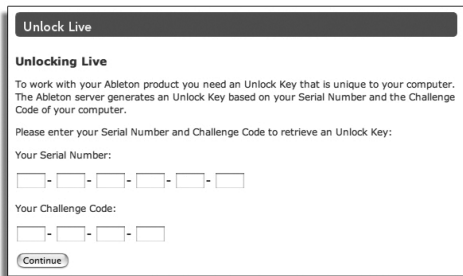 Unlock Live
Unlocking Live
To work with your Ableton product you need an Unlock Key that is unique to your computer.
The Ableton server generates an Unlock Key based on your Serial Number and the Challenge
Code of your computer.
Please enter your Serial Number and Challenge Code to retrieve an Unlock Key:
Your Serial Number:
- - - - -
Your Challenge Code:
- - -
Continue